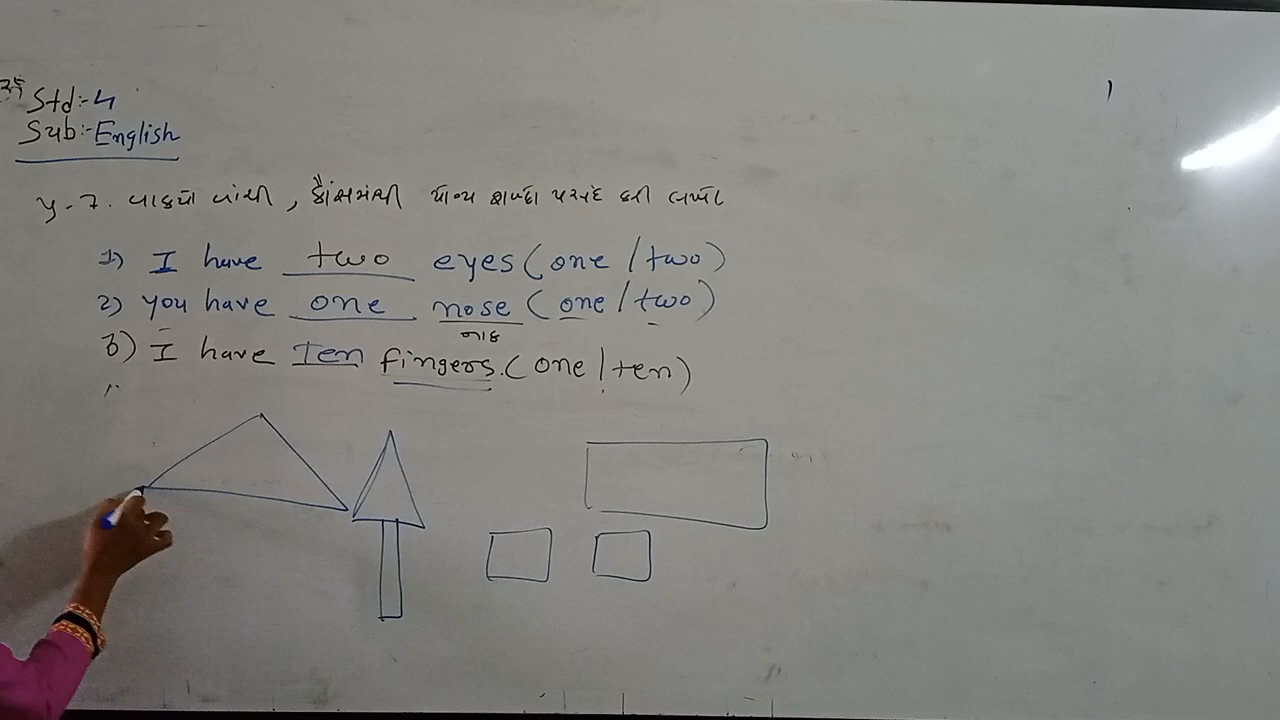 Std:- 4
Sub:- English
પ્ર-7. વાક્યો વાંચી, કૌંસમાંથી યોગ્ય શબ્દો પસંદ કરી લખો
1) I have two eyes (one / two)
2) you have one nose (one / two)
નાક
3) I have Ten fingers. (one / ten)